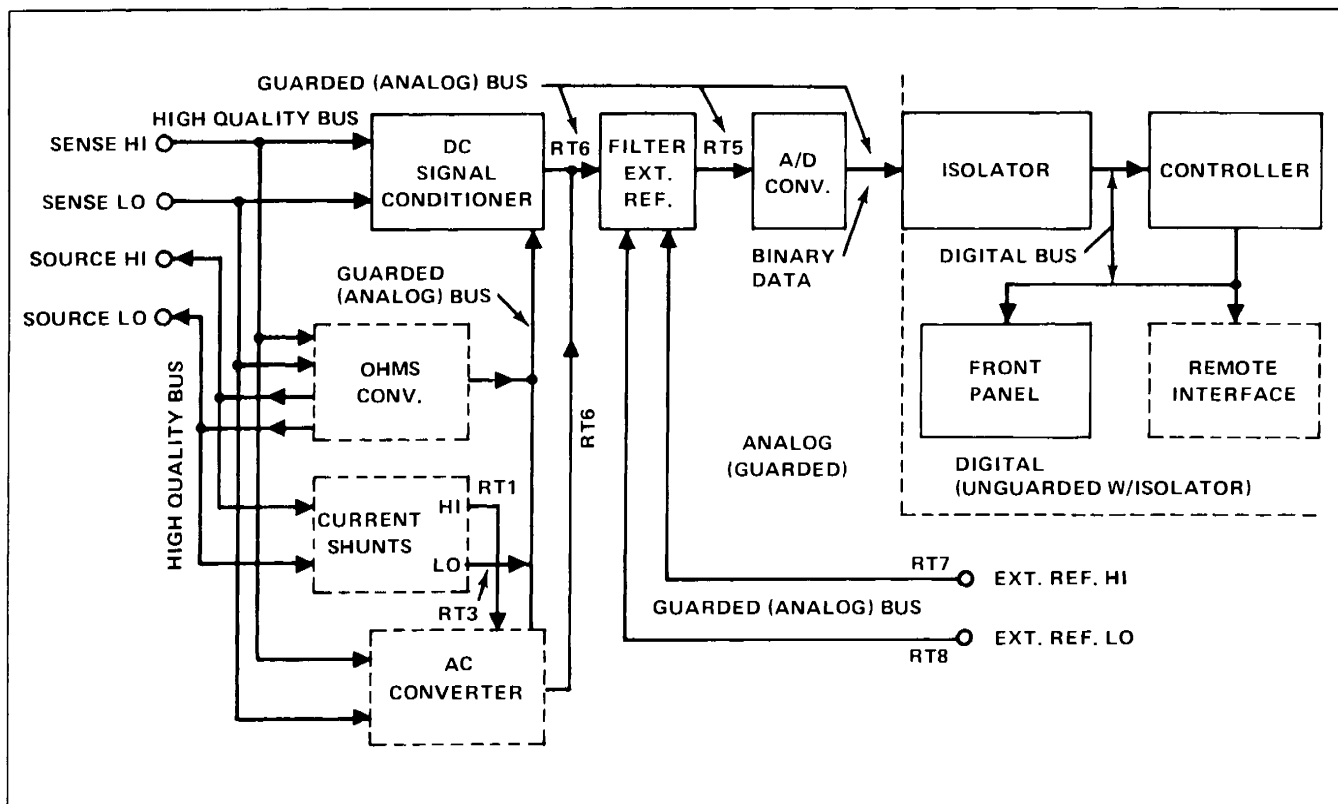 GUARDED (ANALOG) BUS
HIGH QUALITY BUS
SENSE HI
SENSE LO
SOURCE HI
SOURCE LO
DC
SIGNAL
CONDITIONER
RT6
FILTER
EXT.
REF.
RT5
A/D
CONV.
BINARY
DATA
ISOLATOR
CONTROLLER
DIGITAL BUS
GUARDED
(ANALOG) BUS
OHMS
CONV.
HIGH QUALITY BUS
CURRENT
SHUNTS
HI
LO
RT1
RT3
RT6
AC
CONVERTER
FRONT
PANEL
REMOTE
INTERFACE
ANALOG
(GUARDED)
DIGITAL
(UNGUARDED W/ISOLATOR)
RT7
EXT. REF. HI
GUARDED (ANALOG) BUS
RT8
EXT. REF. LO